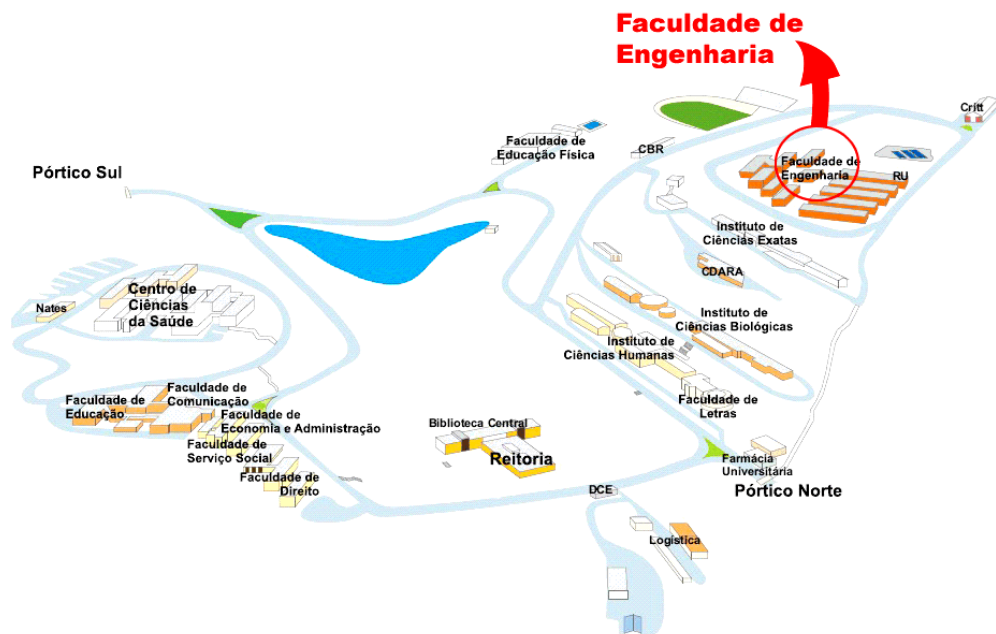 Faculdade de
Engenharia
Crítt
Faculdade de
Educação Física
CBR
Faculdade de
Engenharia
RU
Pórtico Sul
Instituto de
Ciências Exatas
CDARA
Centro de
Ciências
da Saúde
Nates
Instituto de
Ciências Biológicas
Instituto de
Ciências Humanas
Faculdade de
Comunicação
Faculdade de
Educação
Faculdade de
Economia e Administração
Faculdade de
Letras
Biblioteca Central
Reitoria
Faculdade de
Serviço Social
Faculdade de
Direito
Farmácia
Universitária
Pórtico Norte
DCE
Logística